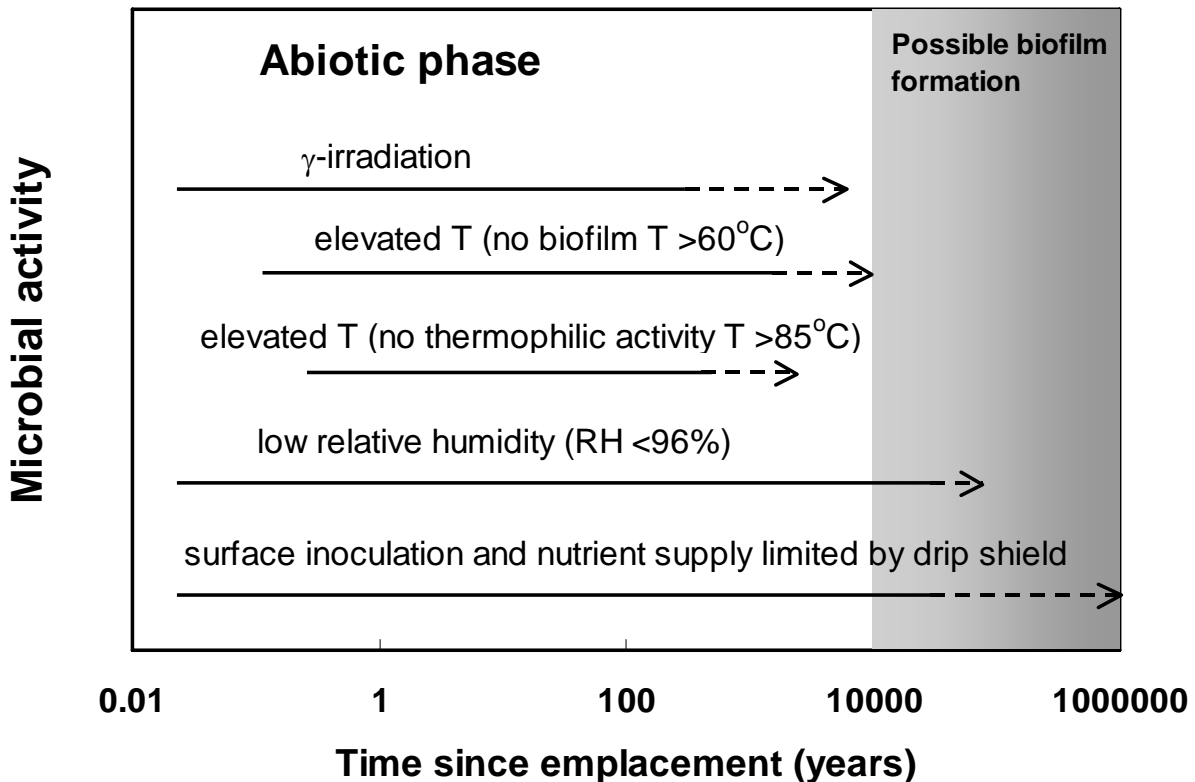 Abiotic phase
Possible biofilm
formation
γ-irradiation
elevated T (no biofilm T >60°C)
elevated T (no thermophilic activity T >85°C)
low relative humidity (RH <96%)
surface inoculation and nutrient supply limited by drip shield
Microbial activity
0.01 1 100 10000 1000000
Time since emplacement (years)